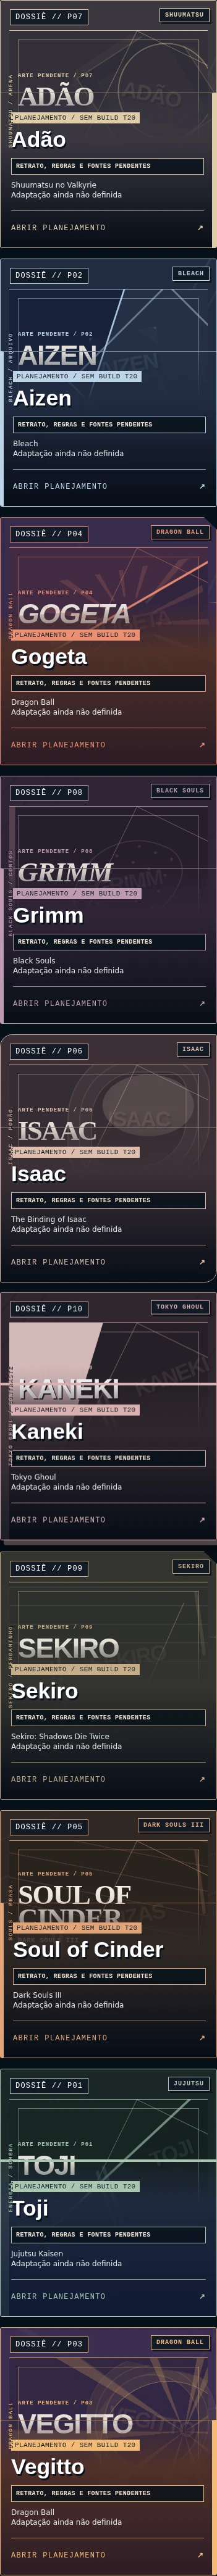 DOSSIÊ // P07
SHUUMATSU
ARTE PENDENTE / P07
ADÃO
PLANEJAMENTO / SEM BUILD T20
Adão
RETRATO, REGRAS E FONTES PENDENTES
Shuumatsu no Valkyrie
Adaptação ainda não definida
ABRIR PLANEJAMENTO ↗
DOSSIÊ // P02
BLEACH
ARTE PENDENTE / P02
AIZEN
PLANEJAMENTO / SEM BUILD T20
Aizen
RETRATO, REGRAS E FONTES PENDENTES
Bleach
Adaptação ainda não definida
ABRIR PLANEJAMENTO ↗
DOSSIÊ // P04
DRAGON BALL
ARTE PENDENTE / P04
GOGETA
PLANEJAMENTO / SEM BUILD T20
Gogeta
RETRATO, REGRAS E FONTES PENDENTES
Dragon Ball
Adaptação ainda não definida
ABRIR PLANEJAMENTO ↗
DOSSIÊ // P08
BLACK SOULS
ARTE PENDENTE / P08
GRIMM
PLANEJAMENTO / SEM BUILD T20
Grimm
RETRATO, REGRAS E FONTES PENDENTES
Black Souls
Adaptação ainda não definida
ABRIR PLANEJAMENTO ↗
DOSSIÊ // P06
ISAAC
ARTE PENDENTE / P06
ISAAC
PLANEJAMENTO / SEM BUILD T20
Isaac
RETRATO, REGRAS E FONTES PENDENTES
The Binding of Isaac
Adaptação ainda não definida
ABRIR PLANEJAMENTO ↗
DOSSIÊ // P10
TOKYO GHOUL
KANEKI
PLANEJAMENTO / SEM BUILD T20
Kaneki
RETRATO, REGRAS E FONTES PENDENTES
Tokyo Ghoul
Adaptação ainda não definida
ABRIR PLANEJAMENTO ↗
DOSSIÊ // P09
SEKIRO
ARTE PENDENTE / P09
SEKIRO
PLANEJAMENTO / SEM BUILD T20
Sekiro
RETRATO, REGRAS E FONTES PENDENTES
Sekiro: Shadows Die Twice
Adaptação ainda não definida
ABRIR PLANEJAMENTO ↗
DOSSIÊ // P05
DARK SOULS III
ARTE PENDENTE / P05
SOUL OF
CINDER
PLANEJAMENTO / SEM BUILD T20
Soul of Cinder
RETRATO, REGRAS E FONTES PENDENTES
Dark Souls III
Adaptação ainda não definida
ABRIR PLANEJAMENTO ↗
DOSSIÊ // P01
JUJUTSU
ARTE PENDENTE / P01
TOJI
PLANEJAMENTO / SEM BUILD T20
Toji
RETRATO, REGRAS E FONTES PENDENTES
Jujutsu Kaisen
Adaptação ainda não definida
ABRIR PLANEJAMENTO ↗
DOSSIÊ // P03
DRAGON BALL
ARTE PENDENTE / P03
VEGITTO
PLANEJAMENTO / SEM BUILD T20
Vegitto
RETRATO, REGRAS E FONTES PENDENTES
Dragon Ball
Adaptação ainda não definida
ABRIR PLANEJAMENTO ↗